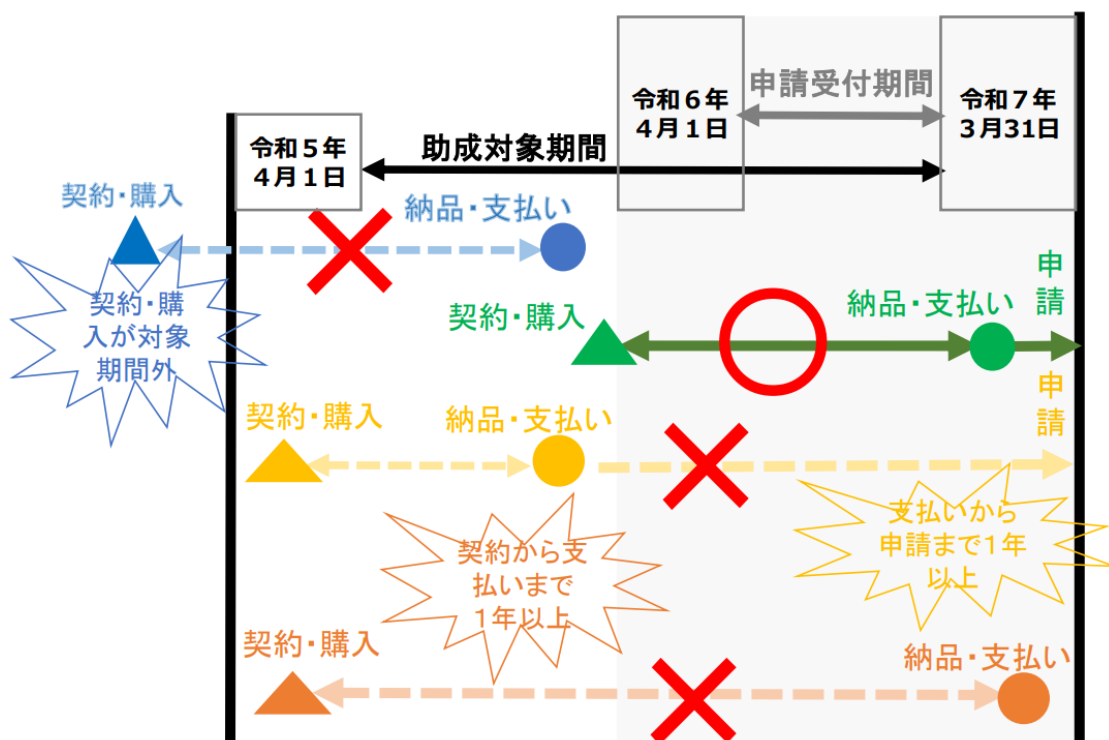 令和６年
４月１日
申請受付期間
令和７年
３月31日
令和５年
４月１日
助成対象期間
契約・購入
納品・支払い
契約・購
入が対象
期間外
契約・購入
納品・支払い
申
請
契約・購入
納品・支払い
申
請
契約から支
払いまで
１年以上
支払いから
申請まで１年
以上
契約・購入
納品・支払い